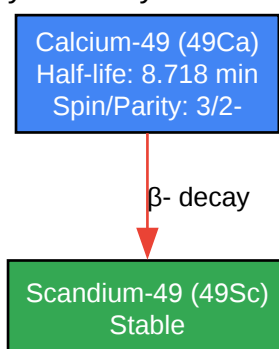 Calcium-49 (49Ca)
Half-life: 8.718 min
Spin/Parity: 3/2-
β- decay
Scandium-49 (49Sc)
Stable